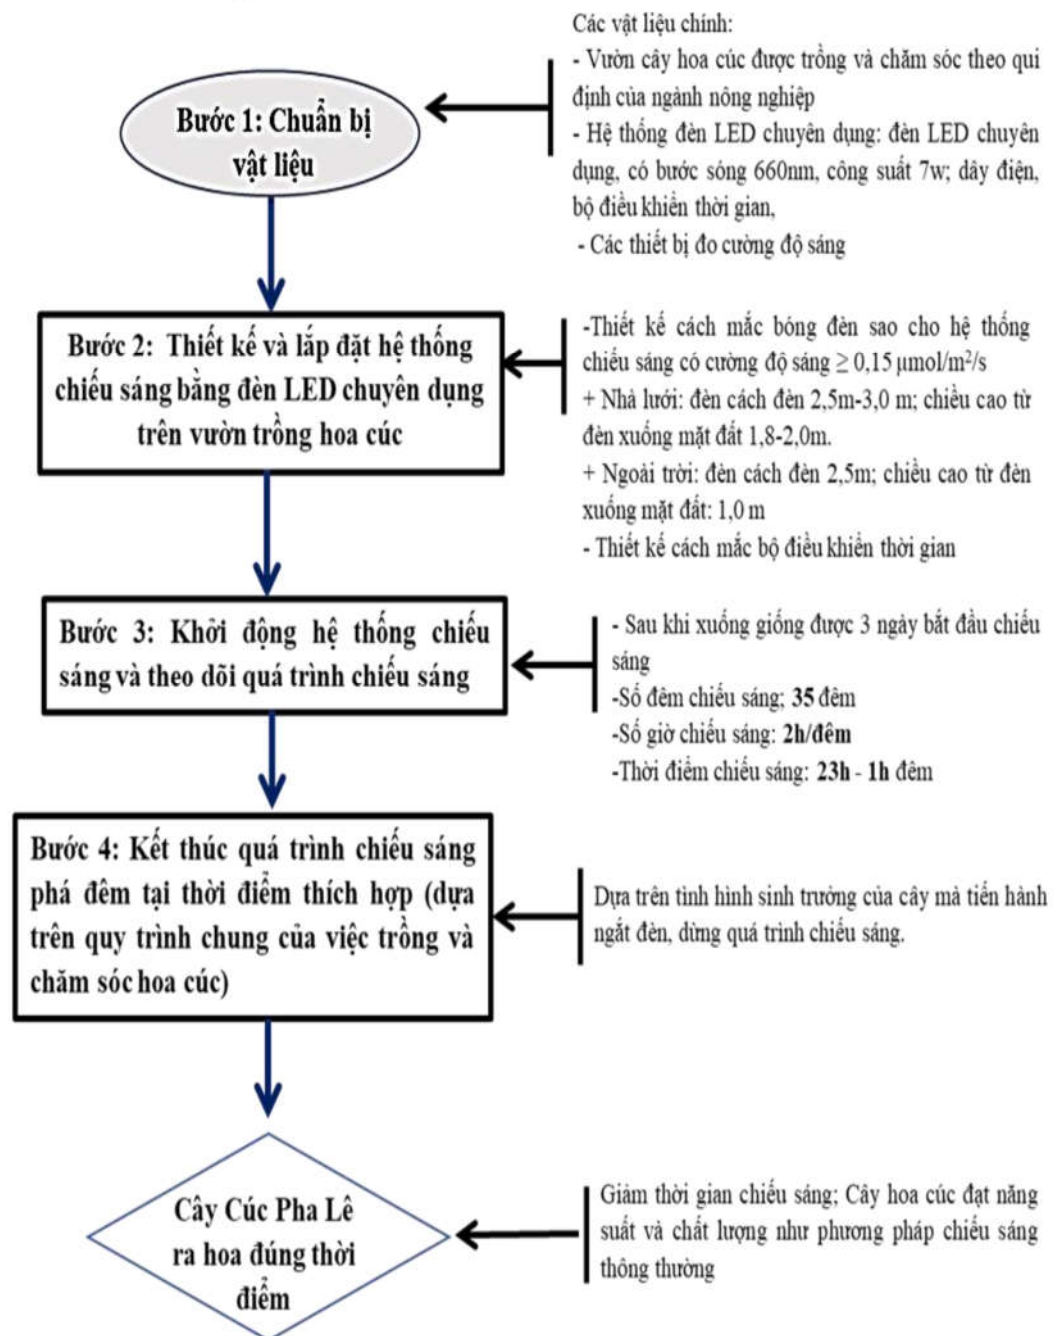 Các vật liệu chính:
- Vườn cây hoa cúc được trồng và chăm sóc theo qui
định của ngành nông nghiệp
- Hệ thống đèn LED chuyên dụng: đèn LED chuyên
dụng, có bước sóng 660nm, công suất 7w; dây điện,
bộ điều khiển thời gian,
- Các thiết bị đo cường độ sáng
Bước 1: Chuẩn bị
vật liệu
Bước 2: Thiết kế và lắp đặt hệ thống
chiếu sáng bằng đèn LED chuyên dụng
trên vườn trồng hoa cúc
-Thiết kế cách mắc bóng đèn sao cho hệ thống
chiếu sáng có cường độ sáng ≥ 0,15 μmol/m²/s
+ Nhà lưới: đèn cách đèn 2,5m-3,0 m; chiều cao từ
đèn xuống mặt đất 1,8-2,0m.
+ Ngoài trời: đèn cách đèn 2,5m; chiều cao từ đèn
xuống mặt đất: 1,0 m
- Thiết kế cách mắc bộ điều khiển thời gian
Bước 3: Khởi động hệ thống chiếu
sáng và theo dõi quá trình chiếu sáng
- Sau khi xuống giống được 3 ngày bắt đầu chiếu
sáng
-Số đêm chiếu sáng; 35 đêm
-Số giờ chiếu sáng: 2h/đêm
-Thời điểm chiếu sáng: 23h - 1h đêm
Bước 4: Kết thúc quá trình chiếu sáng
phá đêm tại thời điểm thích hợp (dựa
trên quy trình chung của việc trồng và
chăm sóc hoa cúc)
Dựa trên tình hình sinh trưởng của cây mà tiến hành
ngắt đèn, dừng quá trình chiếu sáng.
Cây Cúc Pha Lê
ra hoa đúng thời
điểm
Giảm thời gian chiếu sáng; Cây hoa cúc đạt năng
suất và chất lượng như phương pháp chiếu sáng
thông thường